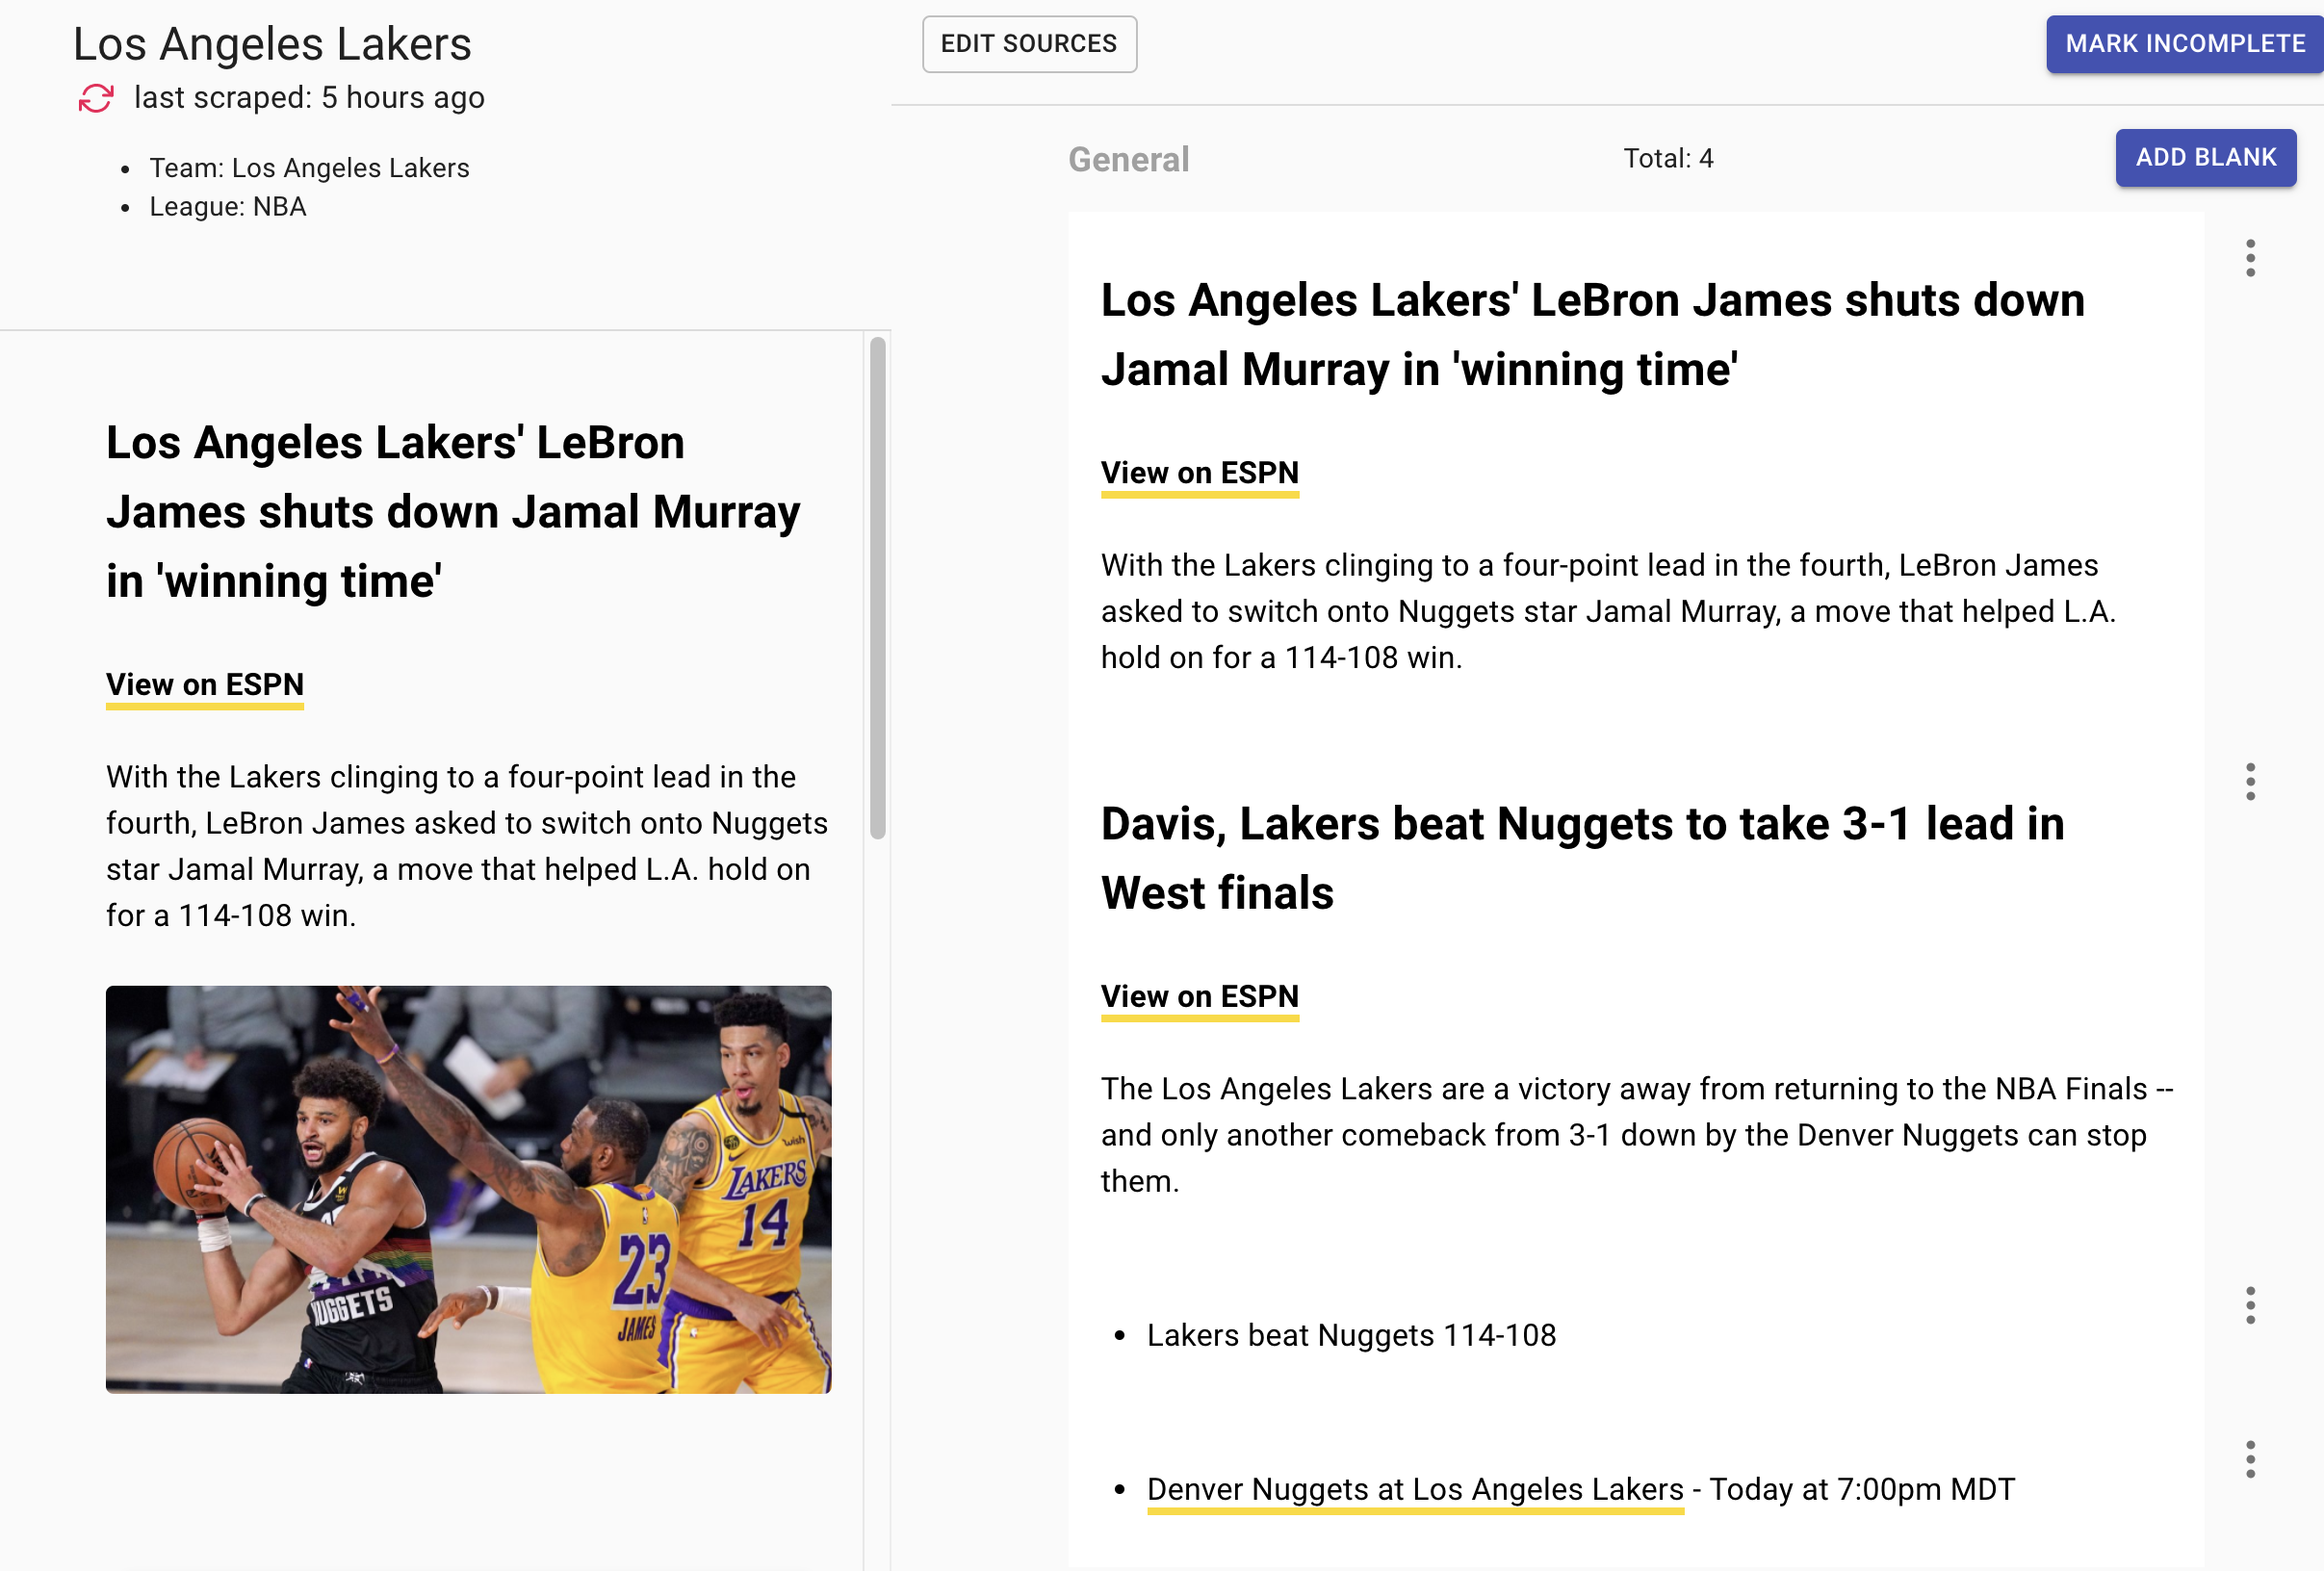 Los Angeles Lakers
last scraped: 5 hours ago
• Team: Los Angeles Lakers
• League: NBA
Los Angeles Lakers' LeBron
James shuts down Jamal Murray
in 'winning time'
View on ESPN
With the Lakers clinging to a four-point lead in the
fourth, LeBron James asked to switch onto Nuggets
star Jamal Murray, a move that helped L.A. hold on
for a 114-108 win.
wish
LAKERS
14
23
JAMES
NUGGETS
EDIT SOURCES
MARK INCOMPLETE
General
Total: 4
ADD BLANK
Los Angeles Lakers' LeBron James shuts down
Jamal Murray in 'winning time'
View on ESPN
With the Lakers clinging to a four-point lead in the fourth, LeBron James
asked to switch onto Nuggets star Jamal Murray, a move that helped L.A.
hold on for a 114-108 win.
Davis, Lakers beat Nuggets to take 3-1 lead in
West finals
View on ESPN
The Los Angeles Lakers are a victory away from returning to the NBA Finals --
and only another comeback from 3-1 down by the Denver Nuggets can stop
them.
• Lakers beat Nuggets 114-108
• Denver Nuggets at Los Angeles Lakers - Today at 7:00pm MDT